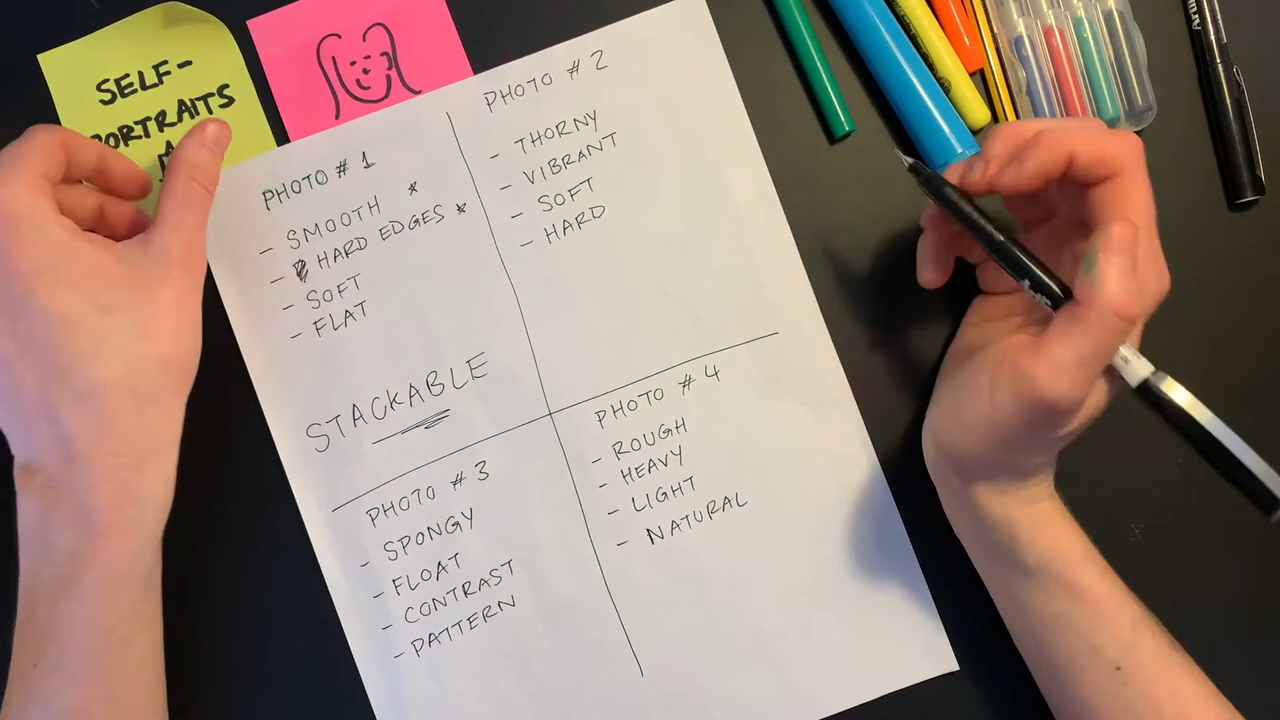 SELF-
PORTRAITS
PHOTO # 1
- SMOOTH *
- HARD EDGES *
- SOFT
- FLAT
STACKABLE
PHOTO # 2
- THORNY
- VIBRANT
- SOFT
- HARD
PHOTO # 3
- SPONGY
- FLOAT
- CONTRAST
- PATTERN
PHOTO # 4
- ROUGH
- HEAVY
- LIGHT
- NATURAL